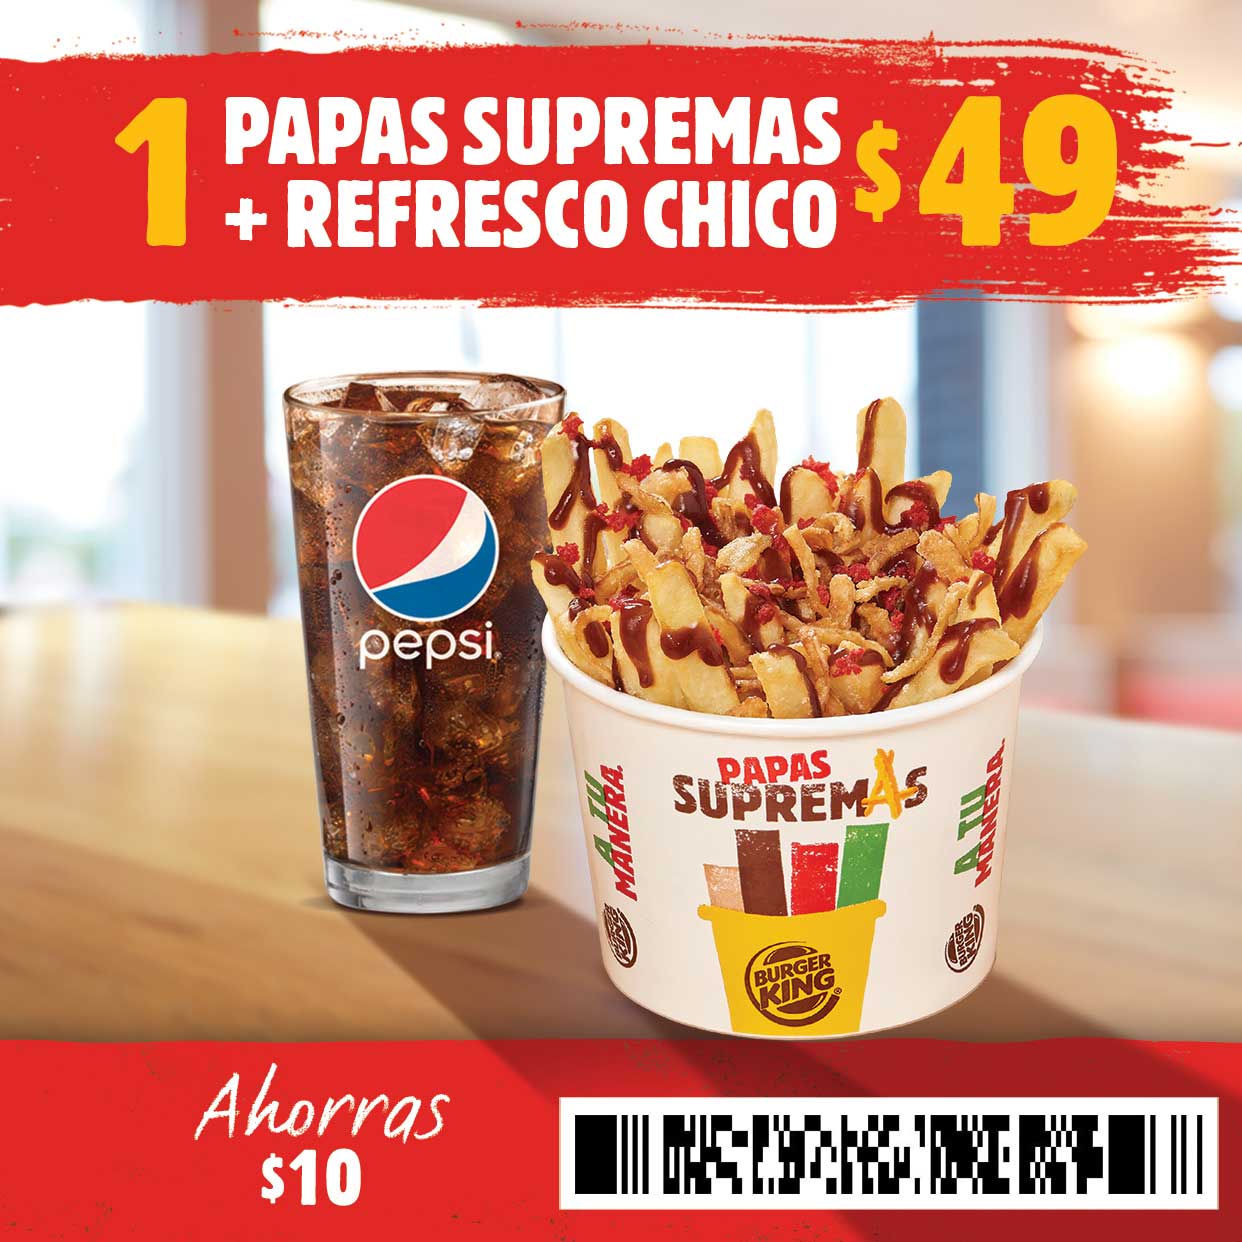 1 PAPAS SUPREMAS $49
+ REFRESCO CHICO
pepsi
PAPAS
SUPREMAS
A TU
MANERA.
A TU
MANERA.
BURGER
KING
BURGER
KING
BURGER
KING
Ahorras
$10